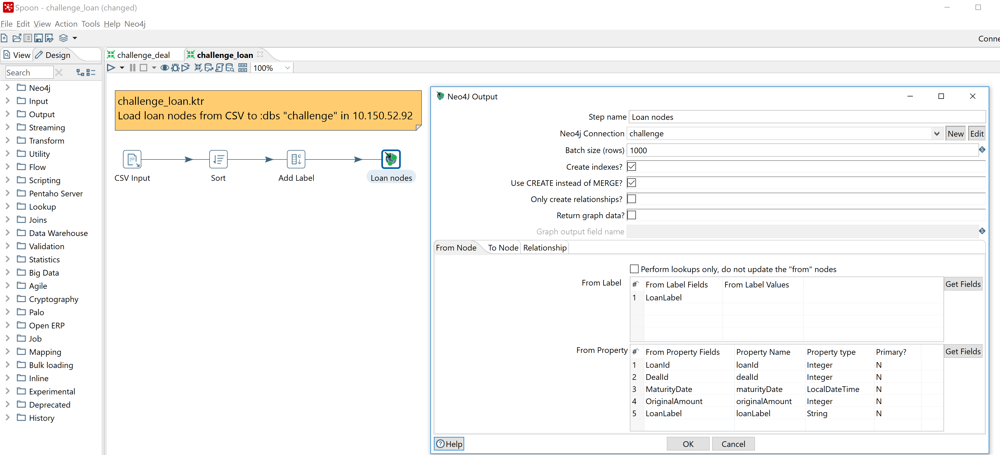 Spoon - challenge_loan (changed)
File Edit View Action Tools Help Neo4j
Conne
View Design
challenge_deal challenge_loan
Search
100%
Neo4j
Input
Output
Streaming
Transform
Utility
Flow
Scripting
Pentaho Server
Lookup
Joins
Data Warehouse
Validation
Statistics
Big Data
Agile
Cryptography
Palo
Open ERP
Job
Mapping
Bulk loading
Inline
Experimental
Deprecated
History
challenge_loan.ktr
Load loan nodes from CSV to :dbs "challenge" in 10.150.52.92
CSV Input Sort Add Label Loan nodes
Neo4J Output
Step name Loan nodes
Neo4j Connection challenge New Edit
Batch size (rows) 1000
Create indexes?
Use CREATE instead of MERGE?
Only create relationships?
Return graph data?
Graph output field name
From Node To Node Relationship
Perform lookups only, do not update the "from" nodes
From Label # From Label Fields From Label Values Get Fields
1 LoanLabel
From Property # From Property Fields Property Name Property type Primary? Get Fields
1 LoanId loanId Integer N
2 DealId dealId Integer N
3 MaturityDate maturityDate LocalDateTime N
4 OriginalAmount originalAmount Integer N
5 LoanLabel loanLabel String N
Help OK Cancel